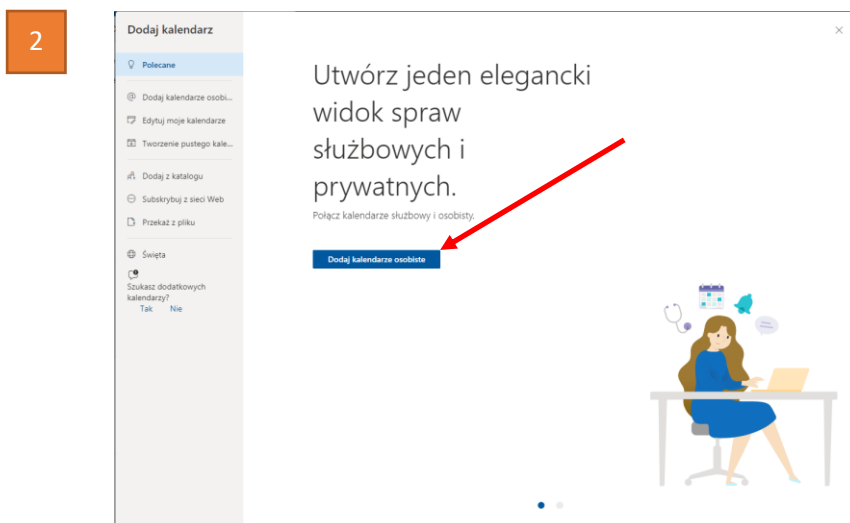 2
Dodaj kalendarz
Polecane
Dodaj kalendarze osobi...
Edytuj moje kalendarze
Tworzenie pustego kale...
Dodaj z katalogu
Subskrybuj z sieci Web
Przekaż z pliku
Święta
Szukasz dodatkowych
kalendarzy?
Tak Nie
Utwórz jeden elegancki
widok spraw
służbowych i
prywatnych.
Połącz kalendarze służbowy i osobisty.
Dodaj kalendarze osobiste